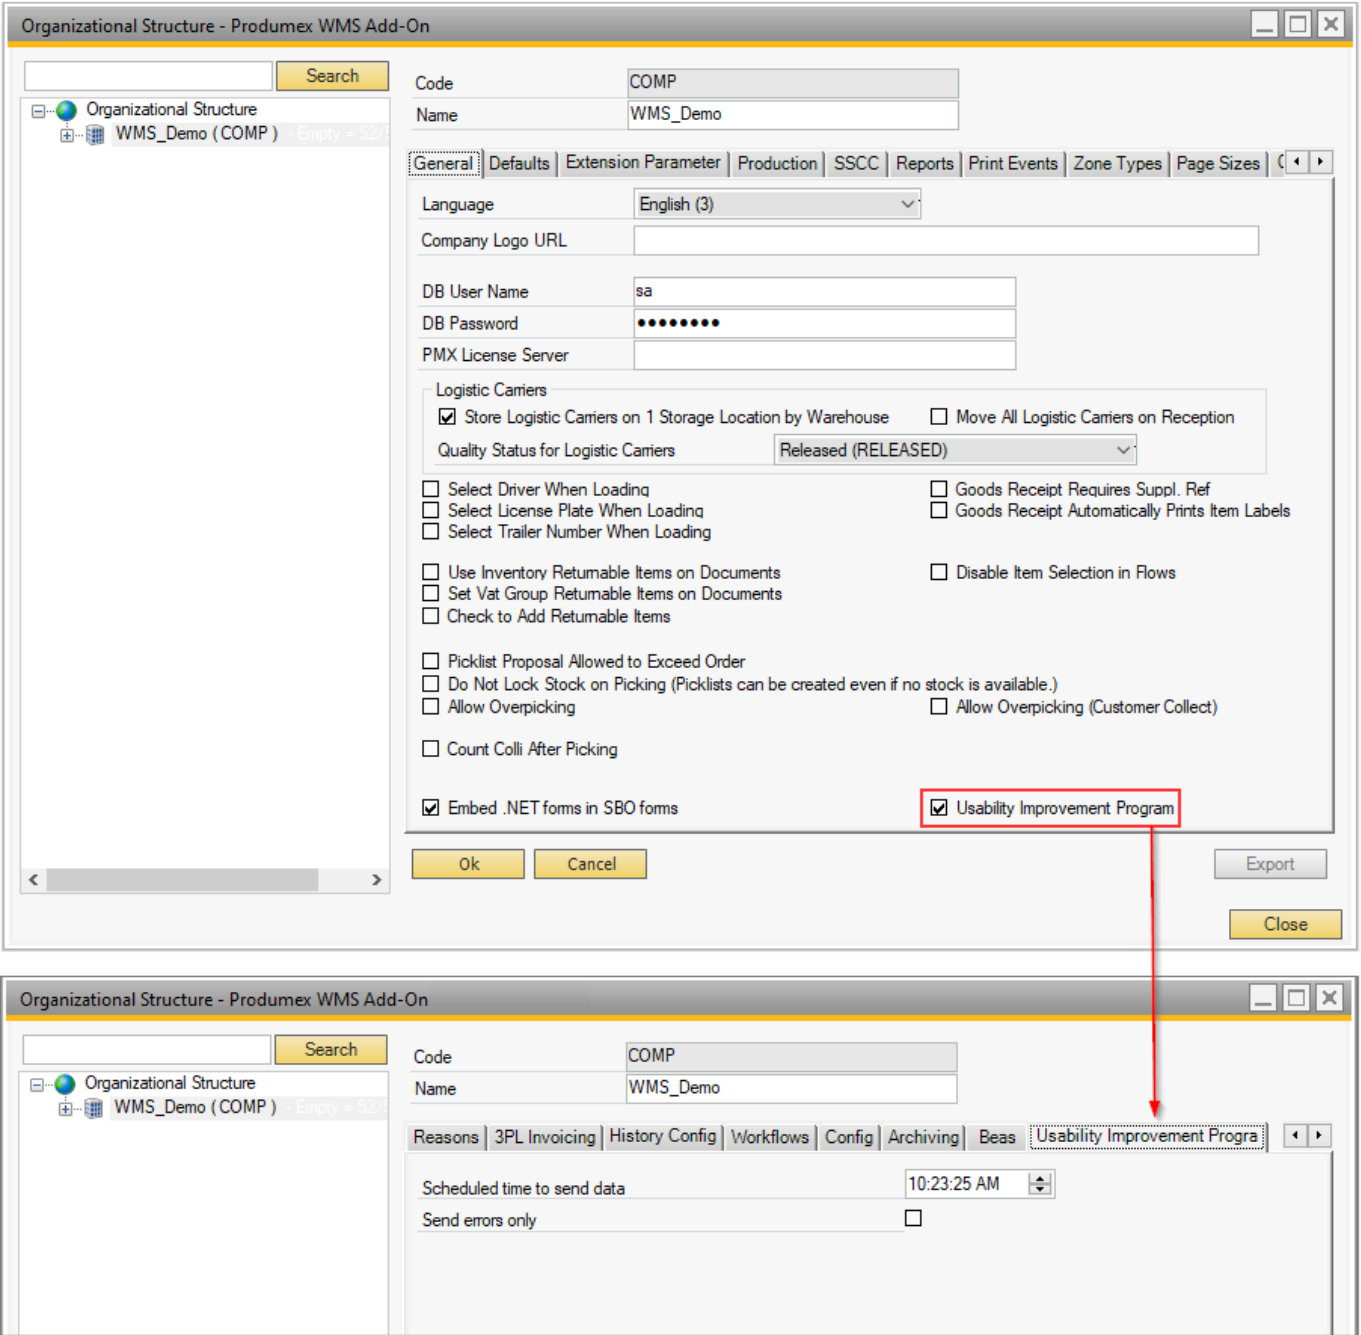 Organizational Structure - Produmex WMS Add-On
Search
Organizational Structure
WMS_Demo ( COMP ) - Empty = 52/
Code COMP
Name WMS_Demo
General Defaults Extension Parameter Production SSCC Reports Print Events Zone Types Page Sizes
Language English (3)
Company Logo URL
DB User Name sa
DB Password ●●●●●●●●
PMX License Server
Logistic Carriers
Store Logistic Carriers on 1 Storage Location by Warehouse Move All Logistic Carriers on Reception
Quality Status for Logistic Carriers Released (RELEASED)
Select Driver When Loading Goods Receipt Requires Suppl. Ref
Select License Plate When Loading Goods Receipt Automatically Prints Item Labels
Select Trailer Number When Loading
Use Inventory Returnable Items on Documents Disable Item Selection in Flows
Set Vat Group Returnable Items on Documents
Check to Add Returnable Items
Picklist Proposal Allowed to Exceed Order
Do Not Lock Stock on Picking (Picklists can be created even if no stock is available.)
Allow Overpicking Allow Overpicking (Customer Collect)
Count Colli After Picking
Embed .NET forms in SBO forms Usability Improvement Program
Ok Cancel Export
Close
Organizational Structure - Produmex WMS Add-On
Search
Organizational Structure
WMS_Demo ( COMP ) - Empty = 52/
Code COMP
Name WMS_Demo
Reasons 3PL Invoicing History Config Workflows Config Archiving Beas Usability Improvement Progra
Scheduled time to send data 10:23:25 AM
Send errors only